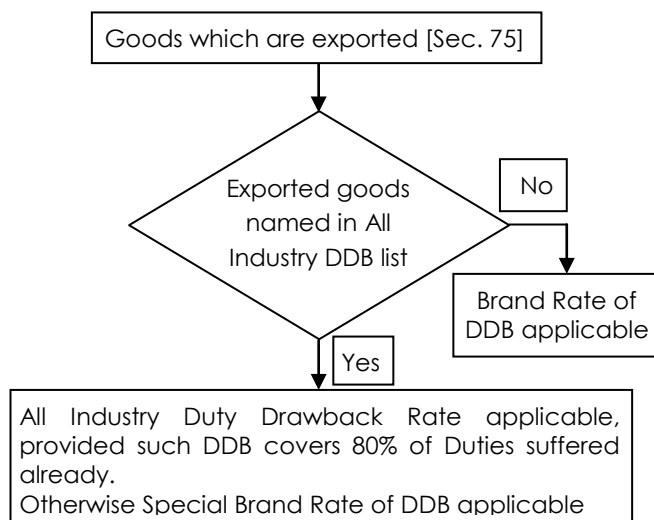 Goods which are exported [Sec. 75]
Exported goods
named in All
Industry DDB list
No
Brand Rate of
DDB applicable
Yes
All Industry Duty Drawback Rate applicable,
provided such DDB covers 80% of Duties suffered
already.
Otherwise Special Brand Rate of DDB applicable